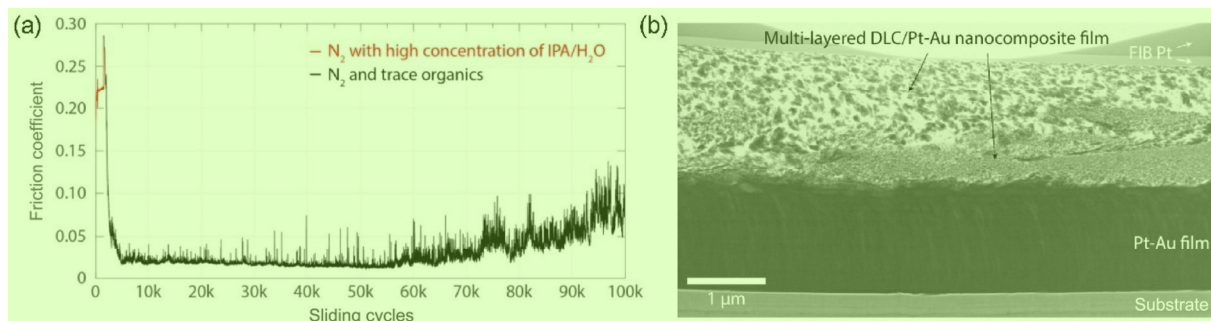 (a)
0.30
0.25
0.20
0.15
0.10
0.05
0
Friction coefficient
N₂ with high concentration of IPA/H₂O
N₂ and trace organics
0 10k 20k 30k 40k 50k 60k 70k 80k 90k 100k
Sliding cycles
(b)
Multi-layered DLC/Pt-Au nanocomposite film
FIB Pt
Pt-Au film
1 µm
Substrate